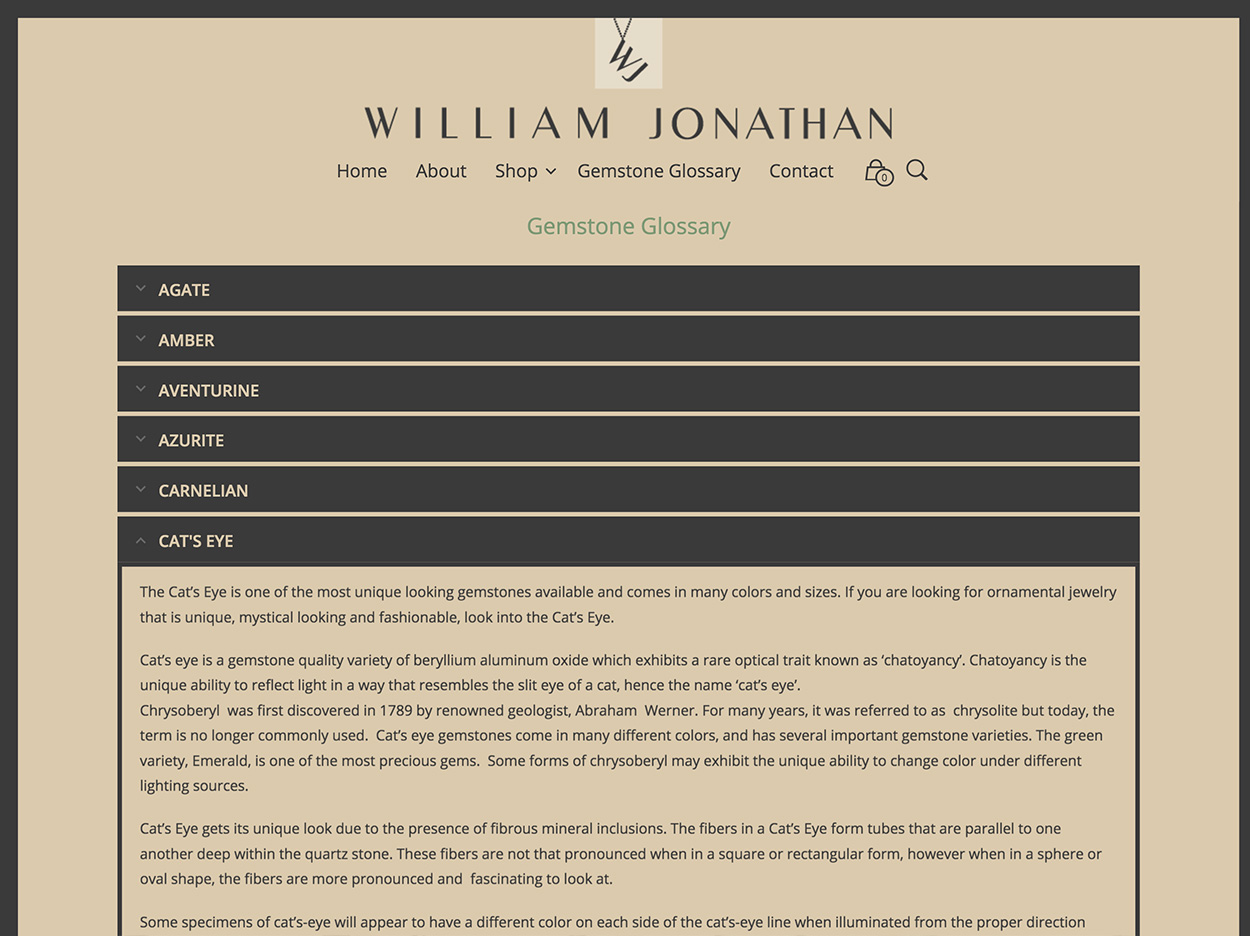 WJ
WILLIAM JONATHAN
Home About Shop Gemstone Glossary Contact 0
Gemstone Glossary
AGATE
AMBER
AVENTURINE
AZURITE
CARNELIAN
CAT'S EYE
The Cat’s Eye is one of the most unique looking gemstones available and comes in many colors and sizes. If you are looking for ornamental jewelry
that is unique, mystical looking and fashionable, look into the Cat’s Eye.
Cat’s eye is a gemstone quality variety of beryllium aluminum oxide which exhibits a rare optical trait known as ‘chatoyancy’. Chatoyancy is the
unique ability to reflect light in a way that resembles the slit eye of a cat, hence the name ‘cat’s eye’.
Chrysoberyl  was first discovered in 1789 by renowned geologist, Abraham  Werner. For many years, it was referred to as  chrysolite but today, the
term is no longer commonly used.  Cat’s eye gemstones come in many different colors, and has several important gemstone varieties. The green
variety, Emerald, is one of the most precious gems.  Some forms of chrysoberyl may exhibit the unique ability to change color under different
lighting sources.
Cat’s Eye gets its unique look due to the presence of fibrous mineral inclusions. The fibers in a Cat’s Eye form tubes that are parallel to one
another deep within the quartz stone. These fibers are not that pronounced when in a square or rectangular form, however when in a sphere or
oval shape, the fibers are more pronounced and  fascinating to look at.
Some specimens of cat’s-eye will appear to have a different color on each side of the cat’s-eye line when illuminated from the proper direction